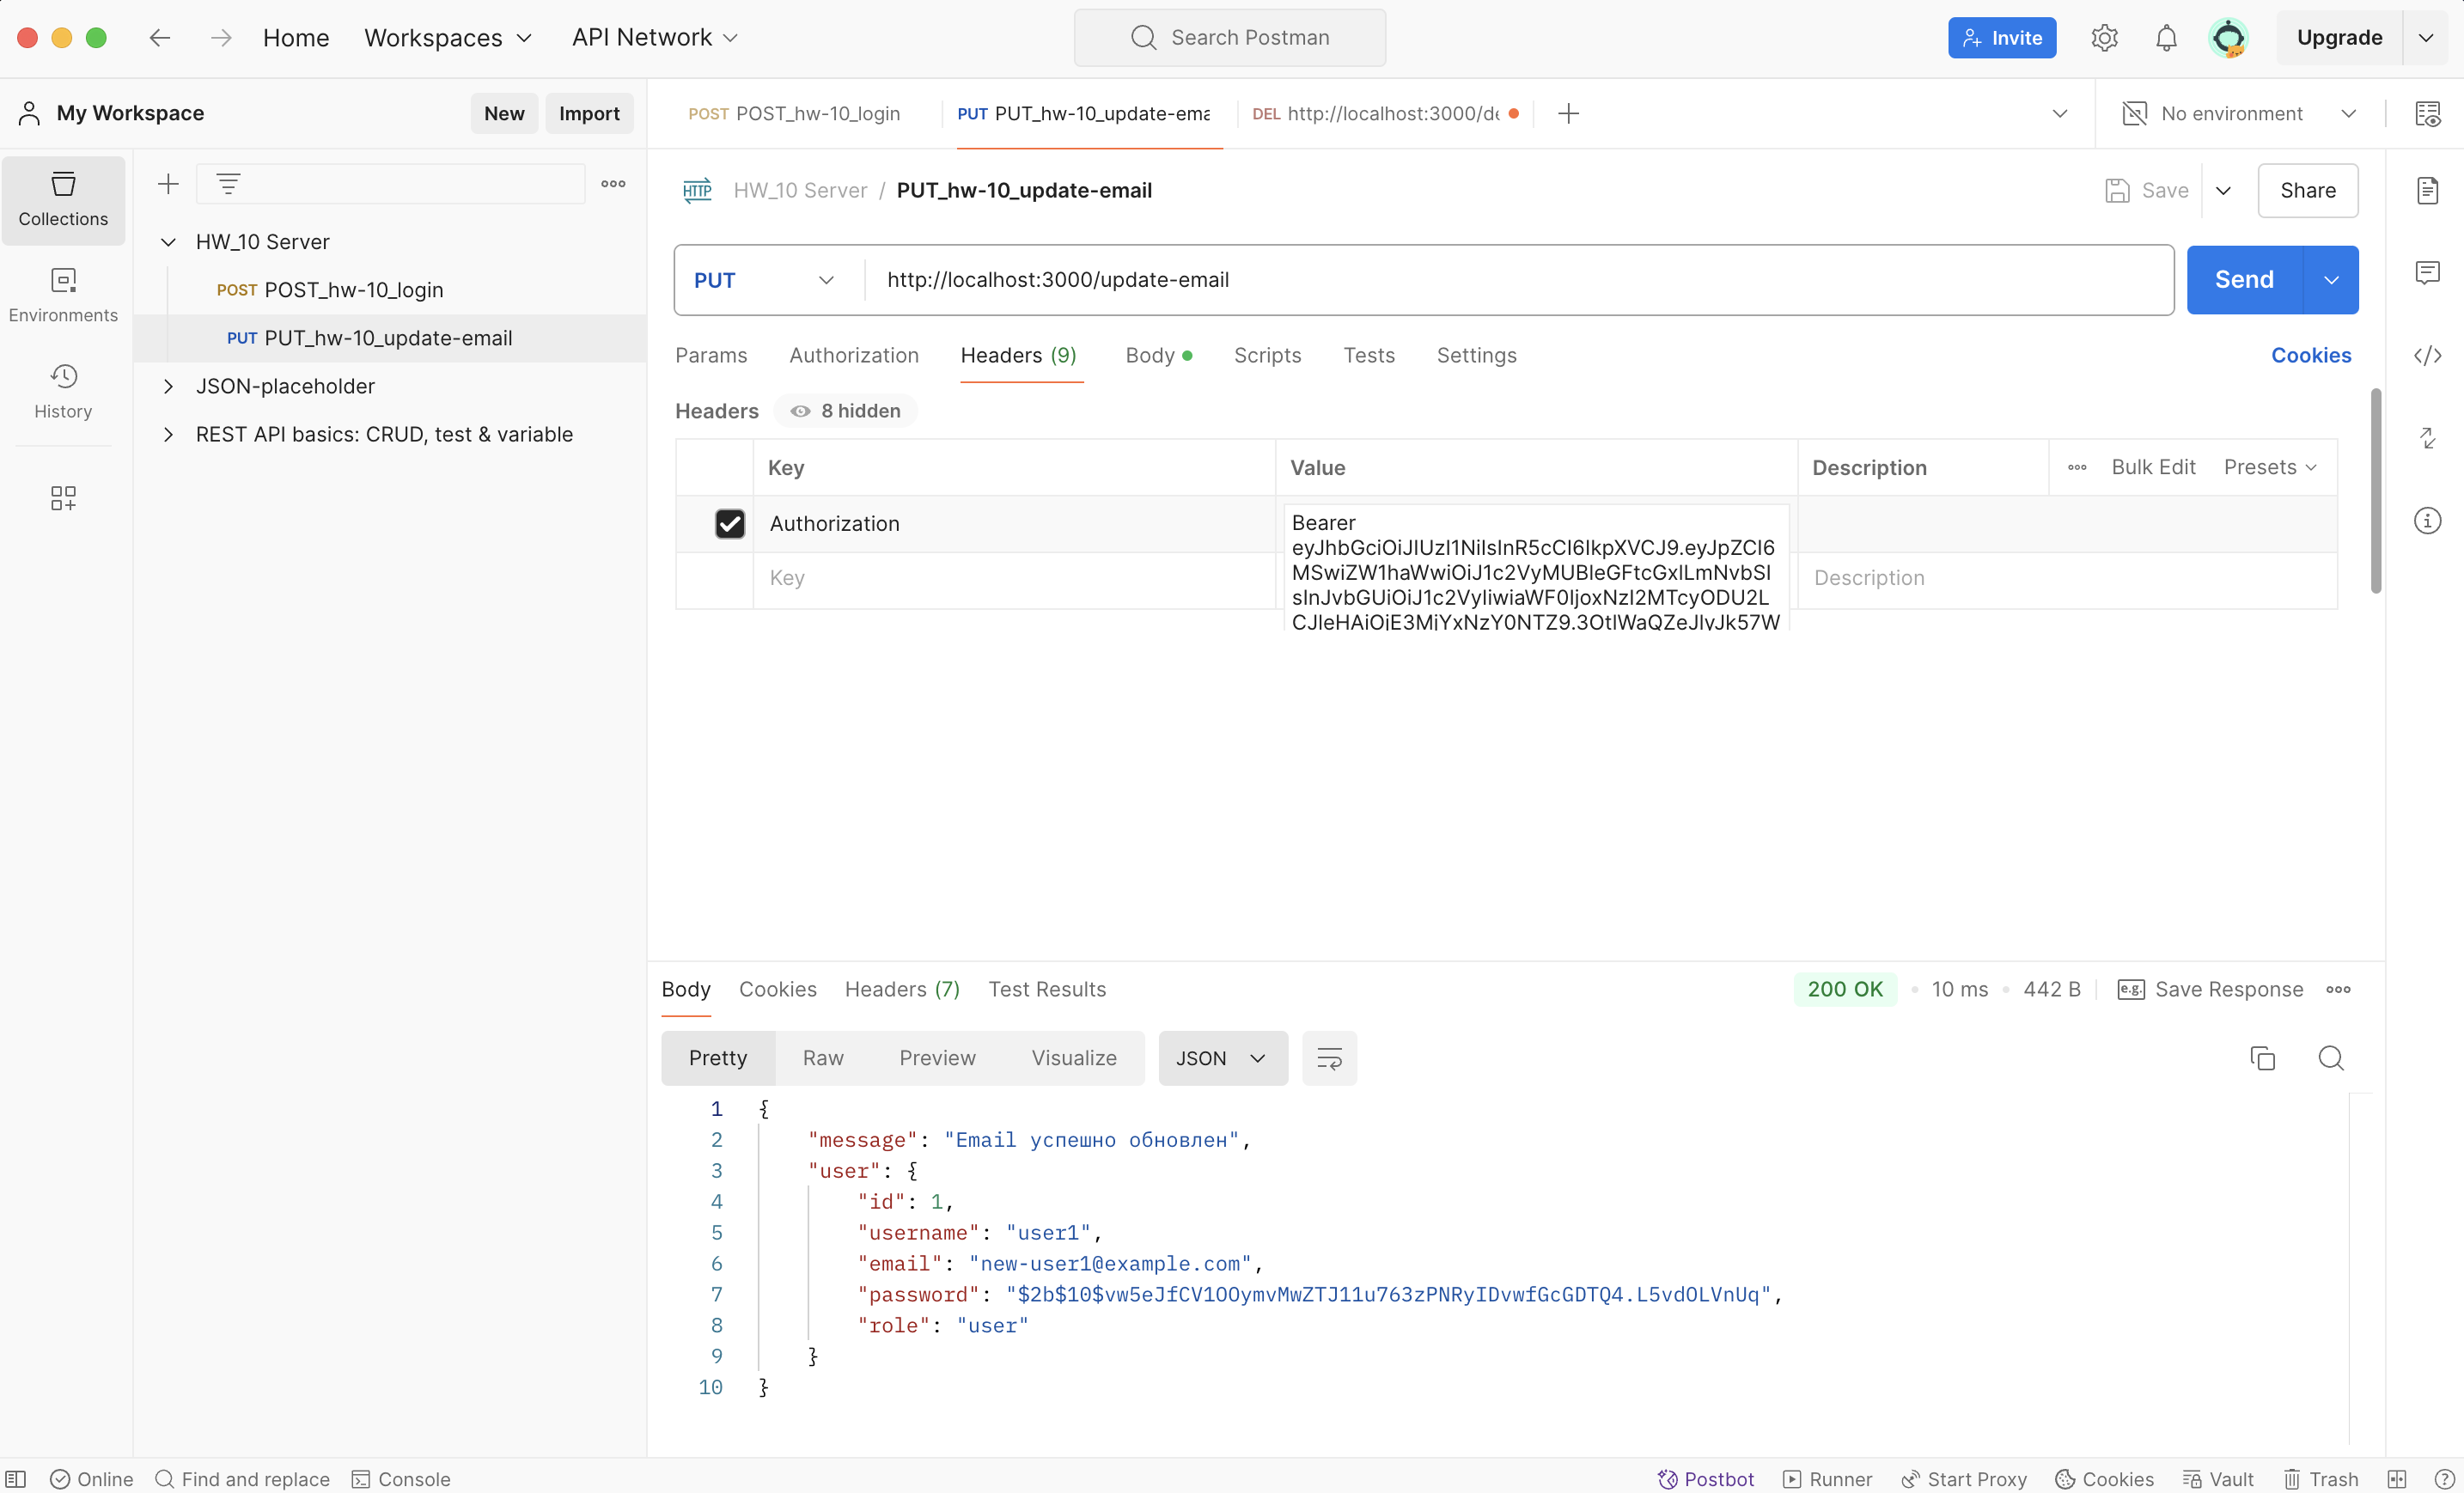 Home Workspaces API Network Search Postman Invite Upgrade
My Workspace New Import
POST POST_hw-10_login PUT PUT_hw-10_update-ema DEL http://localhost:3000/de No environment
Collections
Environments
History
HW_10 Server
POST POST_hw-10_login
PUT PUT_hw-10_update-email
JSON-placeholder
REST API basics: CRUD, test & variable
HTTP HW_10 Server / PUT_hw-10_update-email Save Share
PUT http://localhost:3000/update-email Send
Params Authorization Headers (9) Body Scripts Tests Settings Cookies
Headers 8 hidden
Key Value Description Bulk Edit Presets
Authorization
Bearer
eyJhbGciOiJIUzI1NiIsInR5cCI6IkpXVCJ9.eyJpZCI6
MSwiZW1haWwiOiJ1c2VyMUBleGFtcGxlLmNvbSI
sInJvbGUiOiJ1c2VyIiwiaWF0IjoxNzI2MTcyODU2L
CJleHAiOjE3MjYxNzY0NTZ9.3OtlWaQZeJlyJk57W
Key Description
Body Cookies Headers (7) Test Results 200 OK 10 ms 442 B e.g. Save Response
Pretty Raw Preview Visualize JSON
1 {
2 "message": "Email успешно обновлен",
3 "user": {
4 "id": 1,
5 "username": "user1",
6 "email": "new-user1@example.com",
7 "password": "$2b$10$vw5eJfCV1OOymvMwZTJ11u763zPNRyIDvwfGcGDTQ4.L5vdOLVnUq",
8 "role": "user"
9 }
10 }
Online Find and replace Console Postbot Runner Start Proxy Cookies Vault Trash